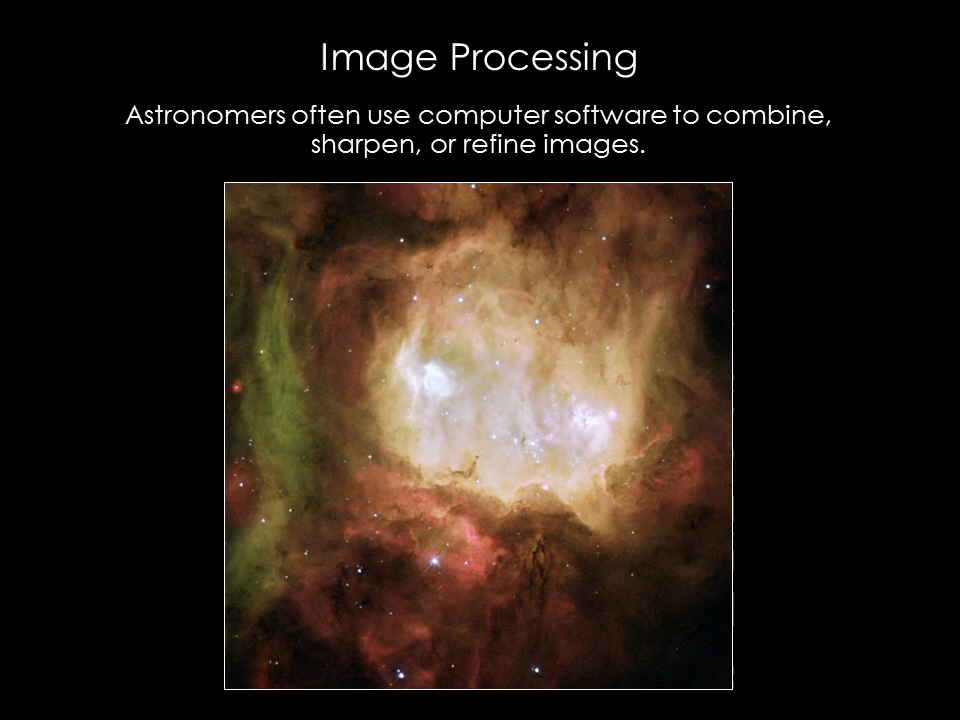 Image Processing
Astronomers often use computer software to combine,
sharpen, or refine images.